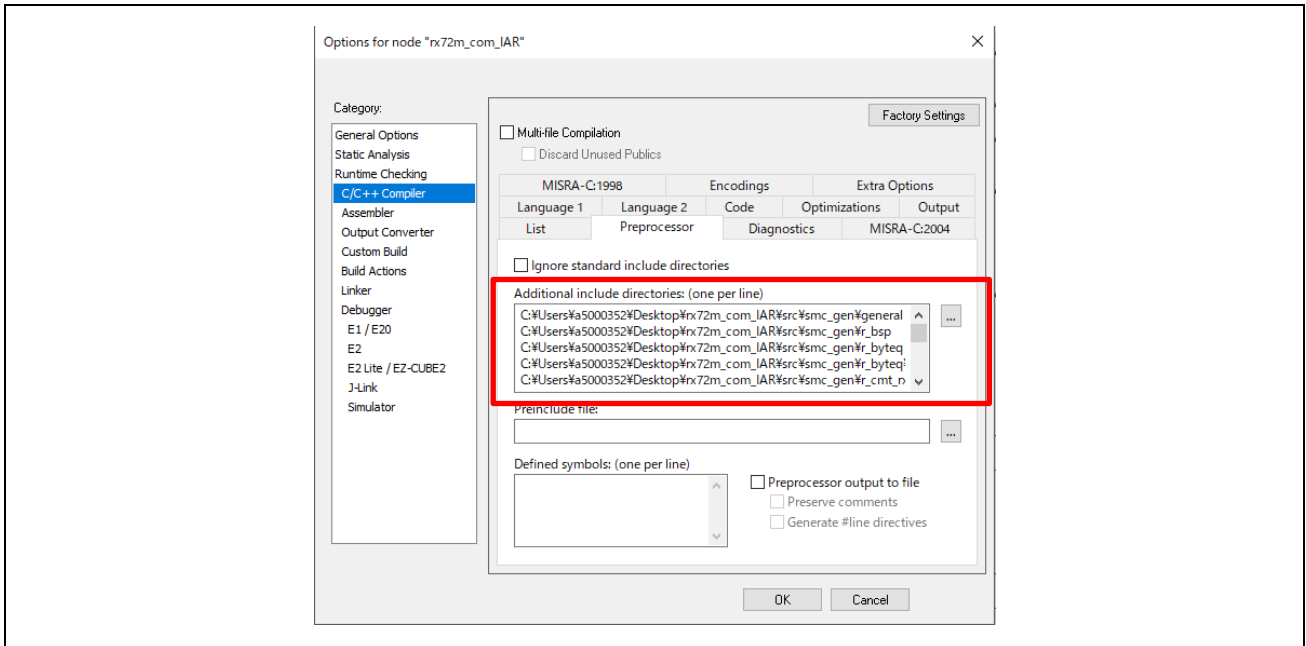 Options for node "rx72m_com_IAR"
Category:
General Options
Static Analysis
Runtime Checking
C/C++ Compiler
Assembler
Output Converter
Custom Build
Build Actions
Linker
Debugger
E1 / E20
E2
E2 Lite / EZ-CUBE2
J-Link
Simulator
Factory Settings
Multi-file Compilation
Discard Unused Publics
MISRA-C:1998 Encodings Extra Options
Language 1 Language 2 Code Optimizations Output
List Preprocessor Diagnostics MISRA-C:2004
Ignore standard include directories
Additional include directories: (one per line)
C:¥Users¥a5000352¥Desktop¥rx72m_com_IAR¥src¥smc_gen¥general
C:¥Users¥a5000352¥Desktop¥rx72m_com_IAR¥src¥smc_gen¥r_bsp
C:¥Users¥a5000352¥Desktop¥rx72m_com_IAR¥src¥smc_gen¥r_byteq
C:¥Users¥a5000352¥Desktop¥rx72m_com_IAR¥src¥smc_gen¥r_byteq¥
C:¥Users¥a5000352¥Desktop¥rx72m_com_IAR¥src¥smc_gen¥r_cmt_r
...
Preinclude file:
...
Defined symbols: (one per line)
Preprocessor output to file
Preserve comments
Generate #line directives
OK Cancel